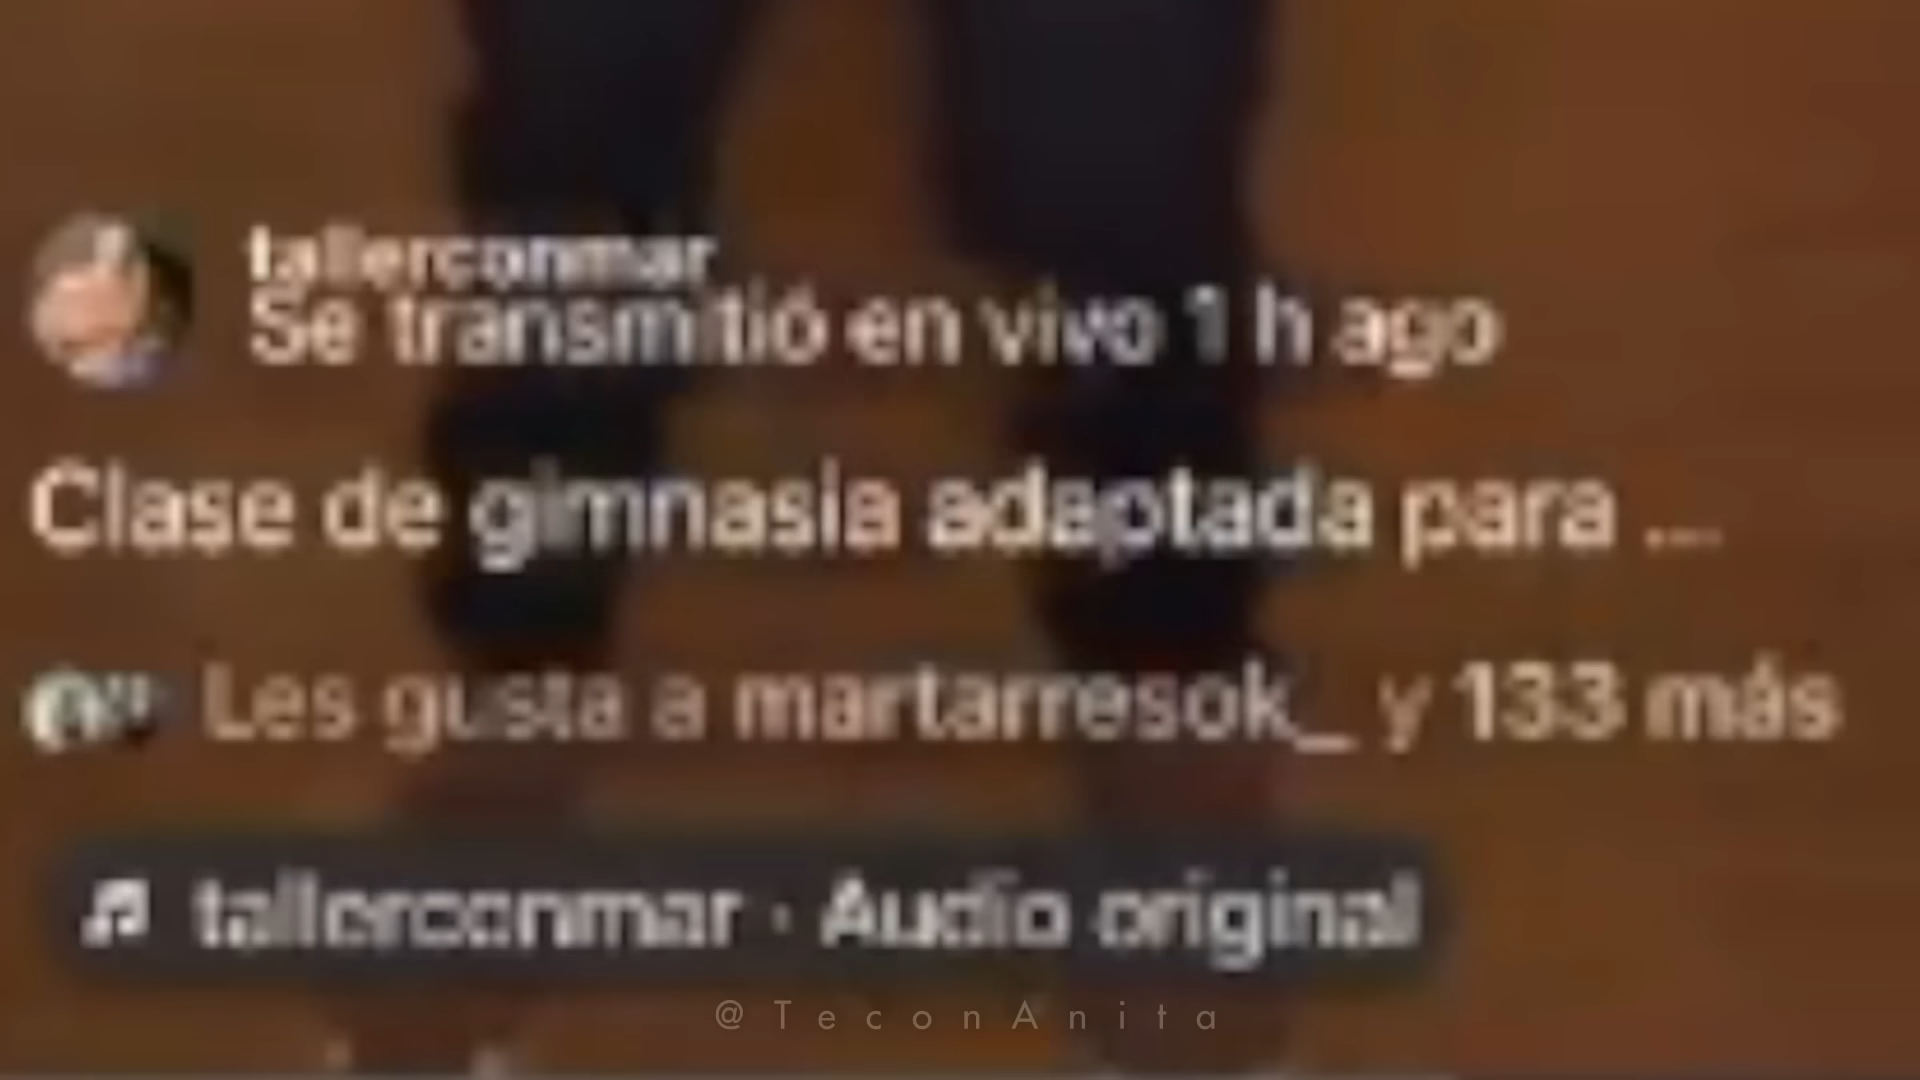 tallerconmar
Se transmitió en vivo 1 h ago
Clase de gimnasia adaptada para ...
Les gusta a martarresok_ y 133 más
tallerconmar · Audio original
@TeconAnita